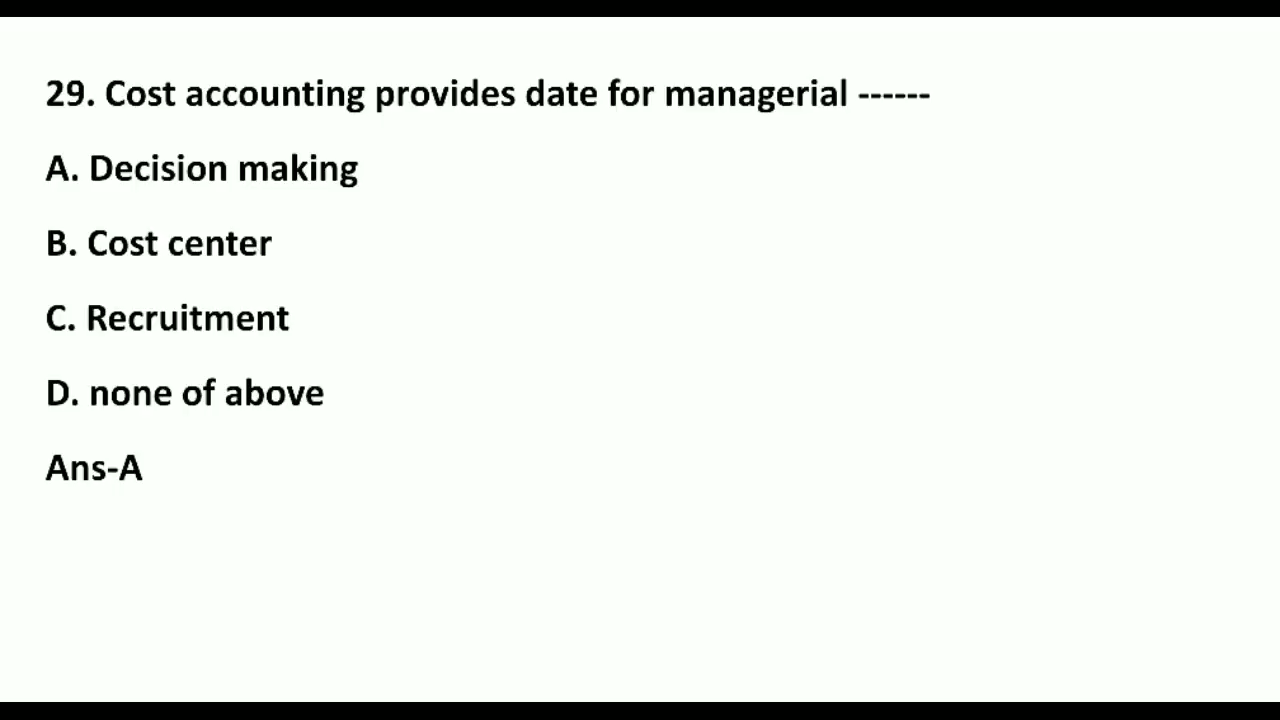 29. Cost accounting provides date for managerial ------
A. Decision making
B. Cost center
C. Recruitment
D. none of above
Ans-A